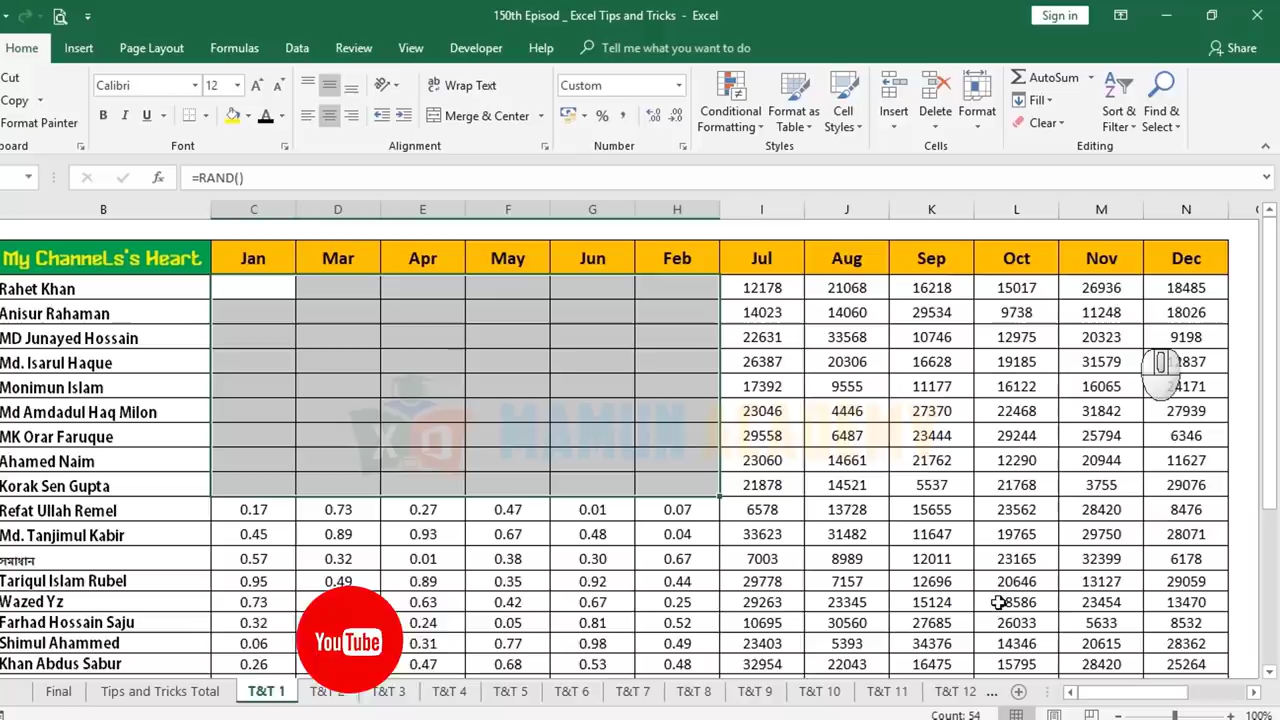 150th Episod _ Excel Tips and Tricks - Excel
Sign in
Home Insert Page Layout Formulas Data Review View Developer Help Tell me what you want to do Share
Cut
Copy
Format Painter
Calibri 12
B I U
Wrap Text
Merge & Center
Custom
%
Conditional Formatting
Format as Table
Cell Styles
Insert Delete Format
AutoSum
Fill
Clear
Sort & Filter
Find & Select
Font Alignment Number Styles Cells Editing
fx =RAND()
B C D E F G H I J K L M N
My Channels's Heart Jan Mar Apr May Jun Feb Jul Aug Sep Oct Nov Dec
Rahet Khan 12178 21068 16218 15017 26936 18485
Anisur Rahaman 14023 14060 29534 9738 11248 18026
MD Junayed Hossain 22631 33568 10746 12975 20323 9198
Md. Isarul Haque 26387 20306 16628 19185 31579
Monimun Islam 17392 9555 11177 16122 16065 24171
Md Amdadul Haq Milon 23046 4446 27370 22468 31842 27939
MAMUN ACADEMY
MK Orar Faruque 29558 6487 23444 29244 25794 6346
Ahamed Naim 23060 14661 21762 12290 20944 11627
Korak Sen Gupta 21878 14521 5537 21768 3755 29076
Refat Ullah Remel 0.17 0.73 0.27 0.47 0.01 0.07 6578 13728 15655 23562 28420 8476
Md. Tanjimul Kabir 0.45 0.89 0.93 0.67 0.48 0.04 33623 31482 11647 19765 29750 28071
সমাধান 0.57 0.32 0.01 0.38 0.30 0.67 7003 8989 12011 23165 32399 6178
Tariqul Islam Rubel 0.95 0.49 0.89 0.35 0.92 0.44 29778 7157 12696 20646 13127 29059
Wazed Yz 0.73 0.63 0.42 0.67 0.25 29263 23345 15124 23454 13470
Farhad Hossain Saju 0.32 0.24 0.05 0.81 0.52 10695 30560 27685 26033 5633 8532
Shimul Ahammed 0.06 0.31 0.77 0.98 0.49 23403 5393 34376 14346 20615 28362
Khan Abdus Sabur 0.26 0.47 0.68 0.53 0.48 32954 22043 16475 15795 28420 25264
YouTube
Final Tips and Tricks Total T&T 1 T&T 3 T&T 4 T&T 5 T&T 6 T&T 7 T&T 8 T&T 9 T&T 10 T&T 11 T&T 12 ...
Count: 54 100%